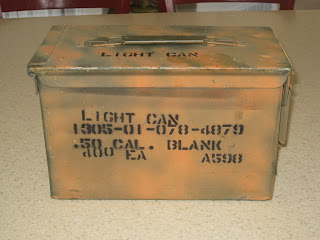 LIGHT CAN
LIGHT CAN
1305-01-078-4879
.50 CAL. BLANK
400 EA A598